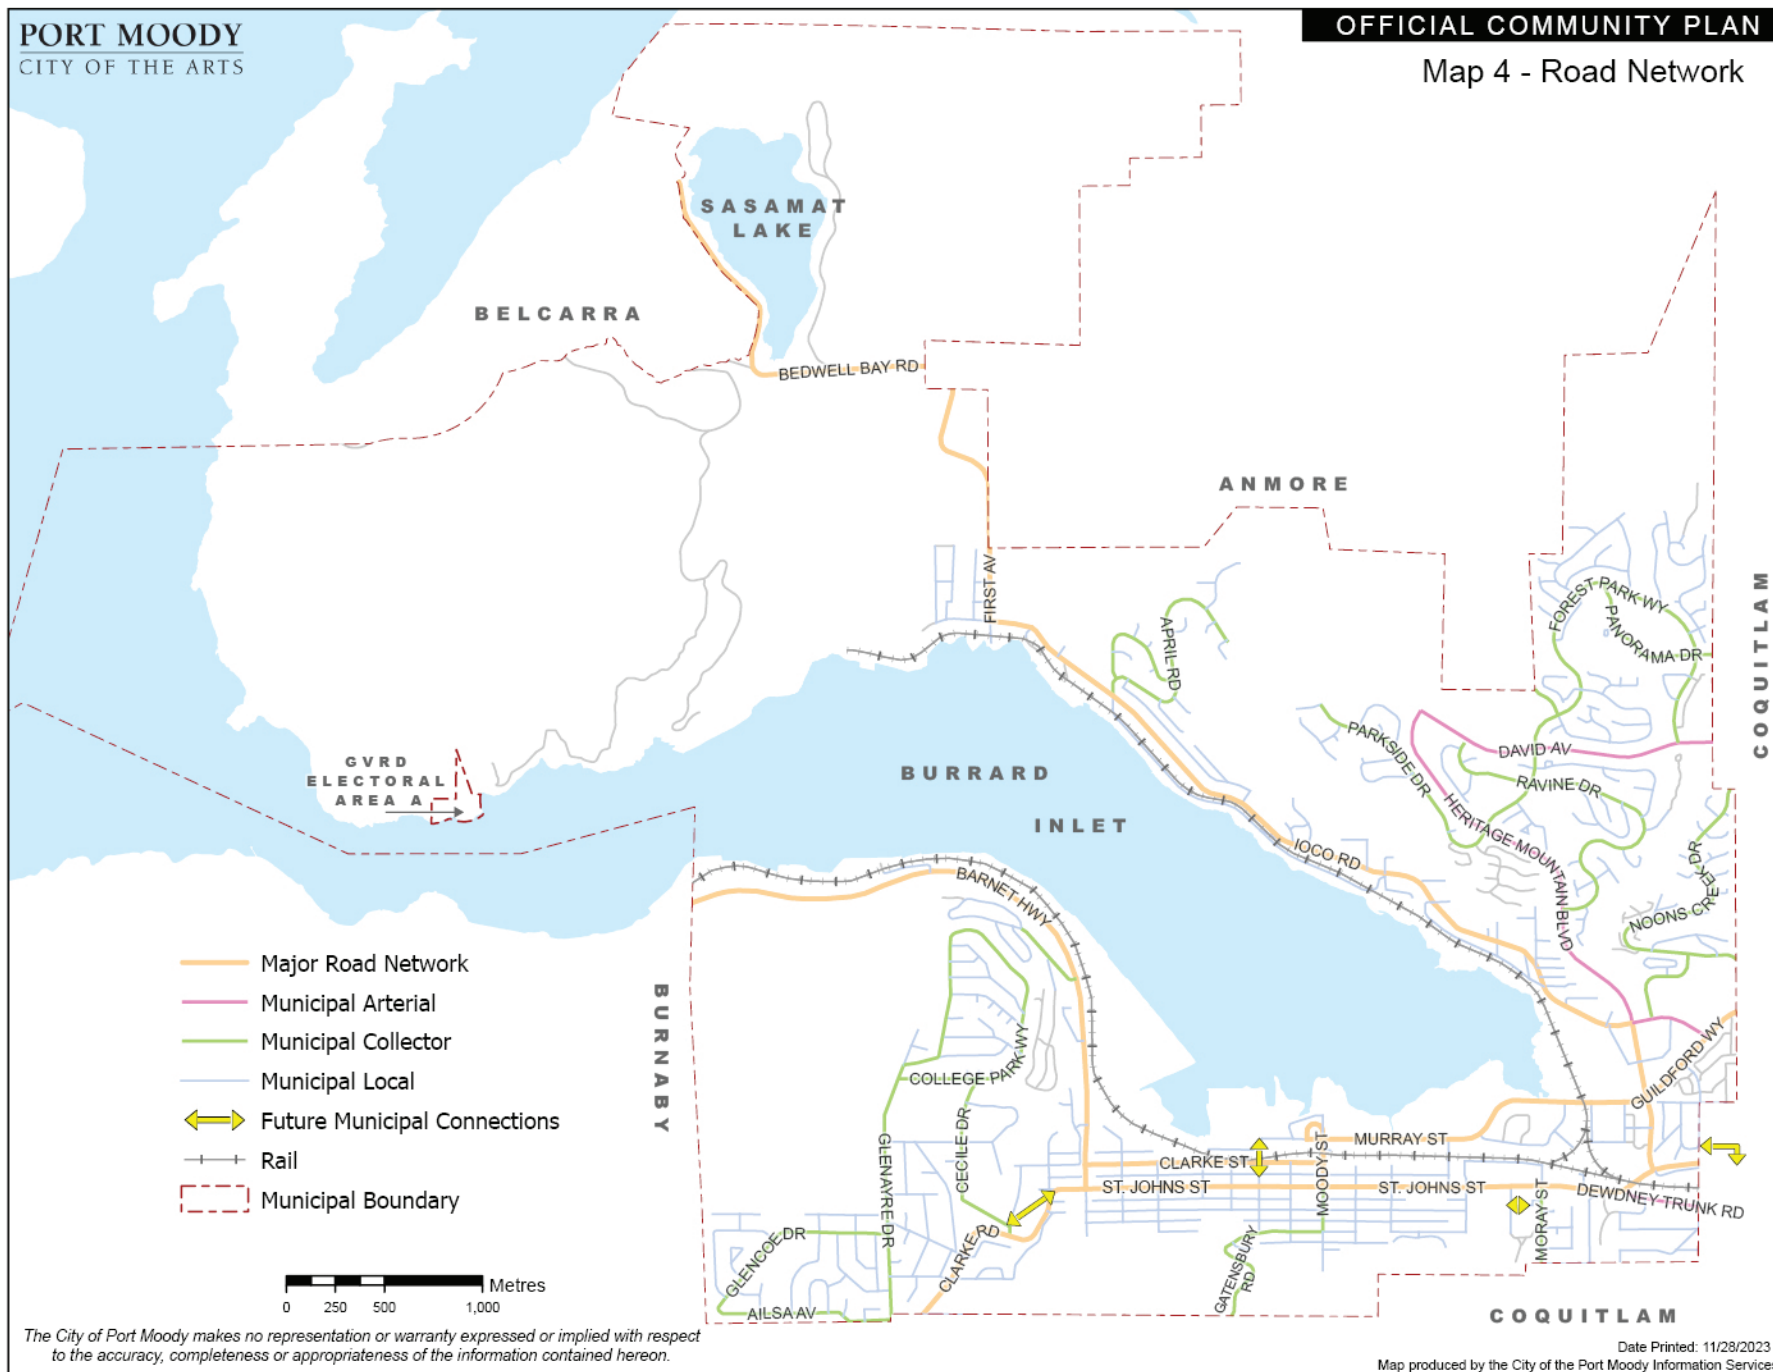 PORT MOODY
CITY OF THE ARTS
OFFICIAL COMMUNITY PLAN
Map 4 - Road Network
SASAMAT
LAKE
BELCARRA
BEDWELL BAY RD
ANMORE
COQUITLAM
FIRST AV
APRIL RD
FOREST PARK WY
PANORAMA DR
PARKSIDE DR
DAVID AV
RAVINE DR
HERITAGE MOUNTAIN BLVD
NOONS CREEK DR
GVRD
ELECTORAL
AREA A
BURRARD
INLET
IOCO RD
BARNET HWY
BURNABY
Major Road Network
Municipal Arterial
Municipal Collector
Municipal Local
Future Municipal Connections
Rail
Municipal Boundary
COLLEGE PARK WY
CECILE DR
GLENAYRE DR
GUILDFORD WY
MURRAY ST
CLARKE ST
MOODY ST
ST. JOHNS ST
ST. JOHNS ST
DEWDNEY TRUNK RD
MORAY ST
CLARKE RD
GLENCOE DR
GATENSBURY
RD
AILSA AV
COQUITLAM
Metres
0 250 500 1,000
The City of Port Moody makes no representation or warranty expressed or implied with respect
to the accuracy, completeness or appropriateness of the information contained hereon.
Date Printed: 11/28/2023
Map produced by the City of the Port Moody Information Services